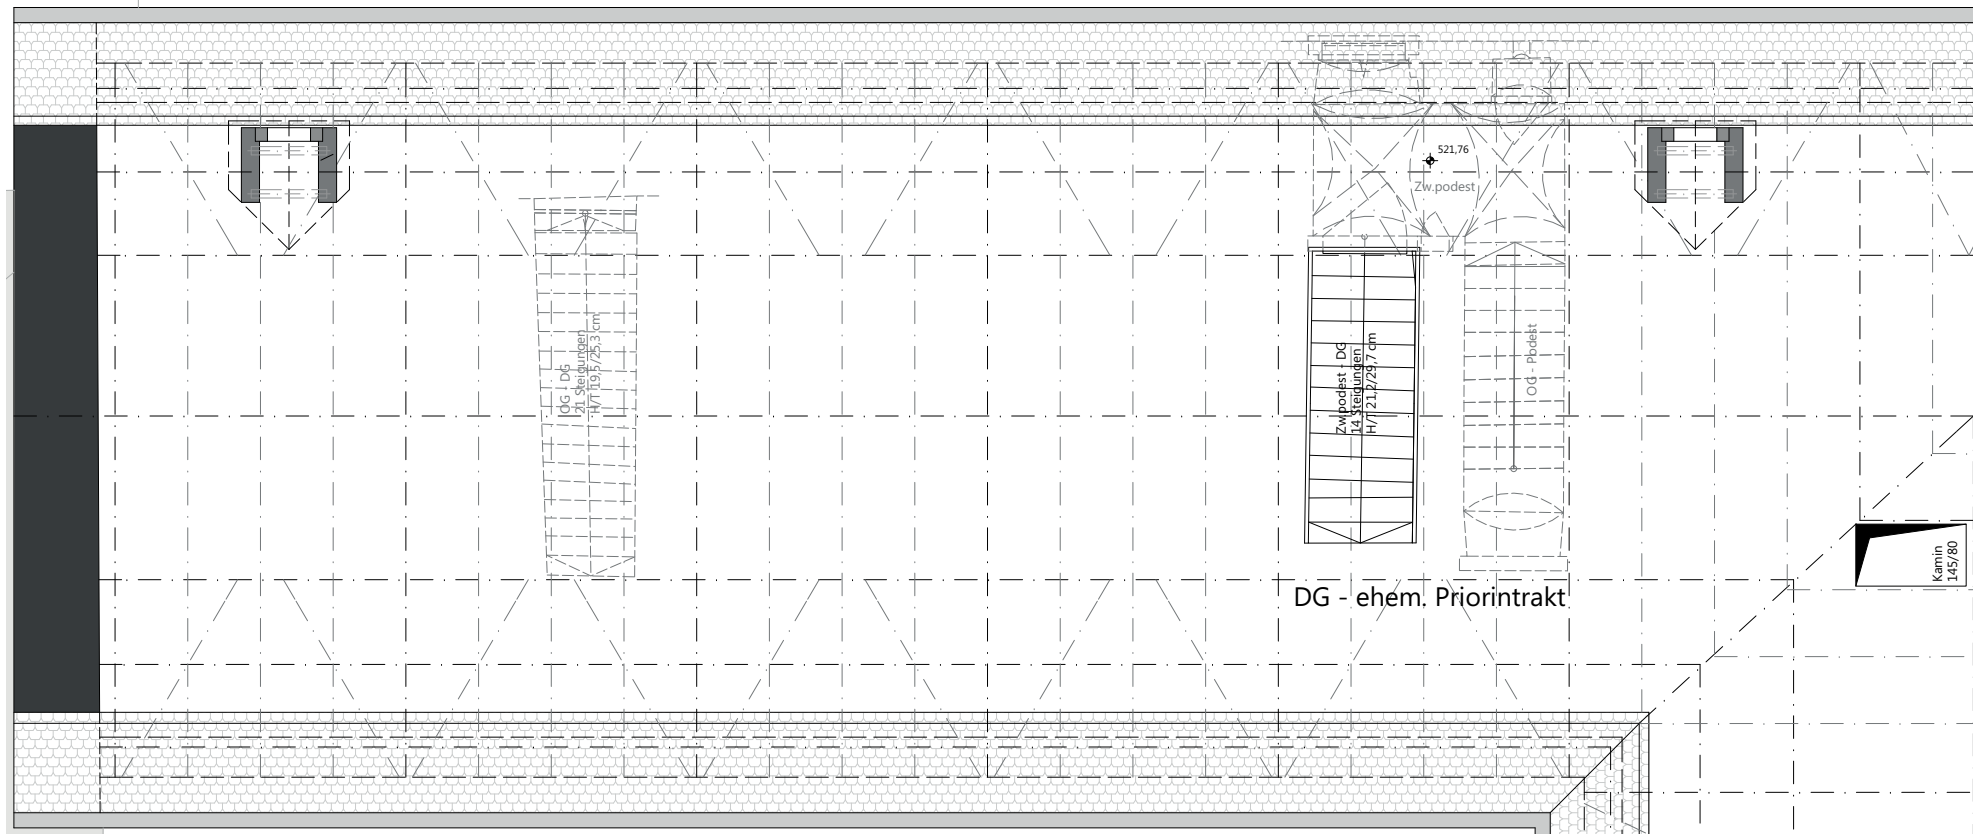 521,76
Zw.podest
OG - DG
21 Steigungen
H/T 19,5/25,3 cm
Zw.podest - DG
14 Steigungen
H/T 21,2/29,7 cm
OG - Podest
Kamin
145/80
DG - ehem. Priorintrakt